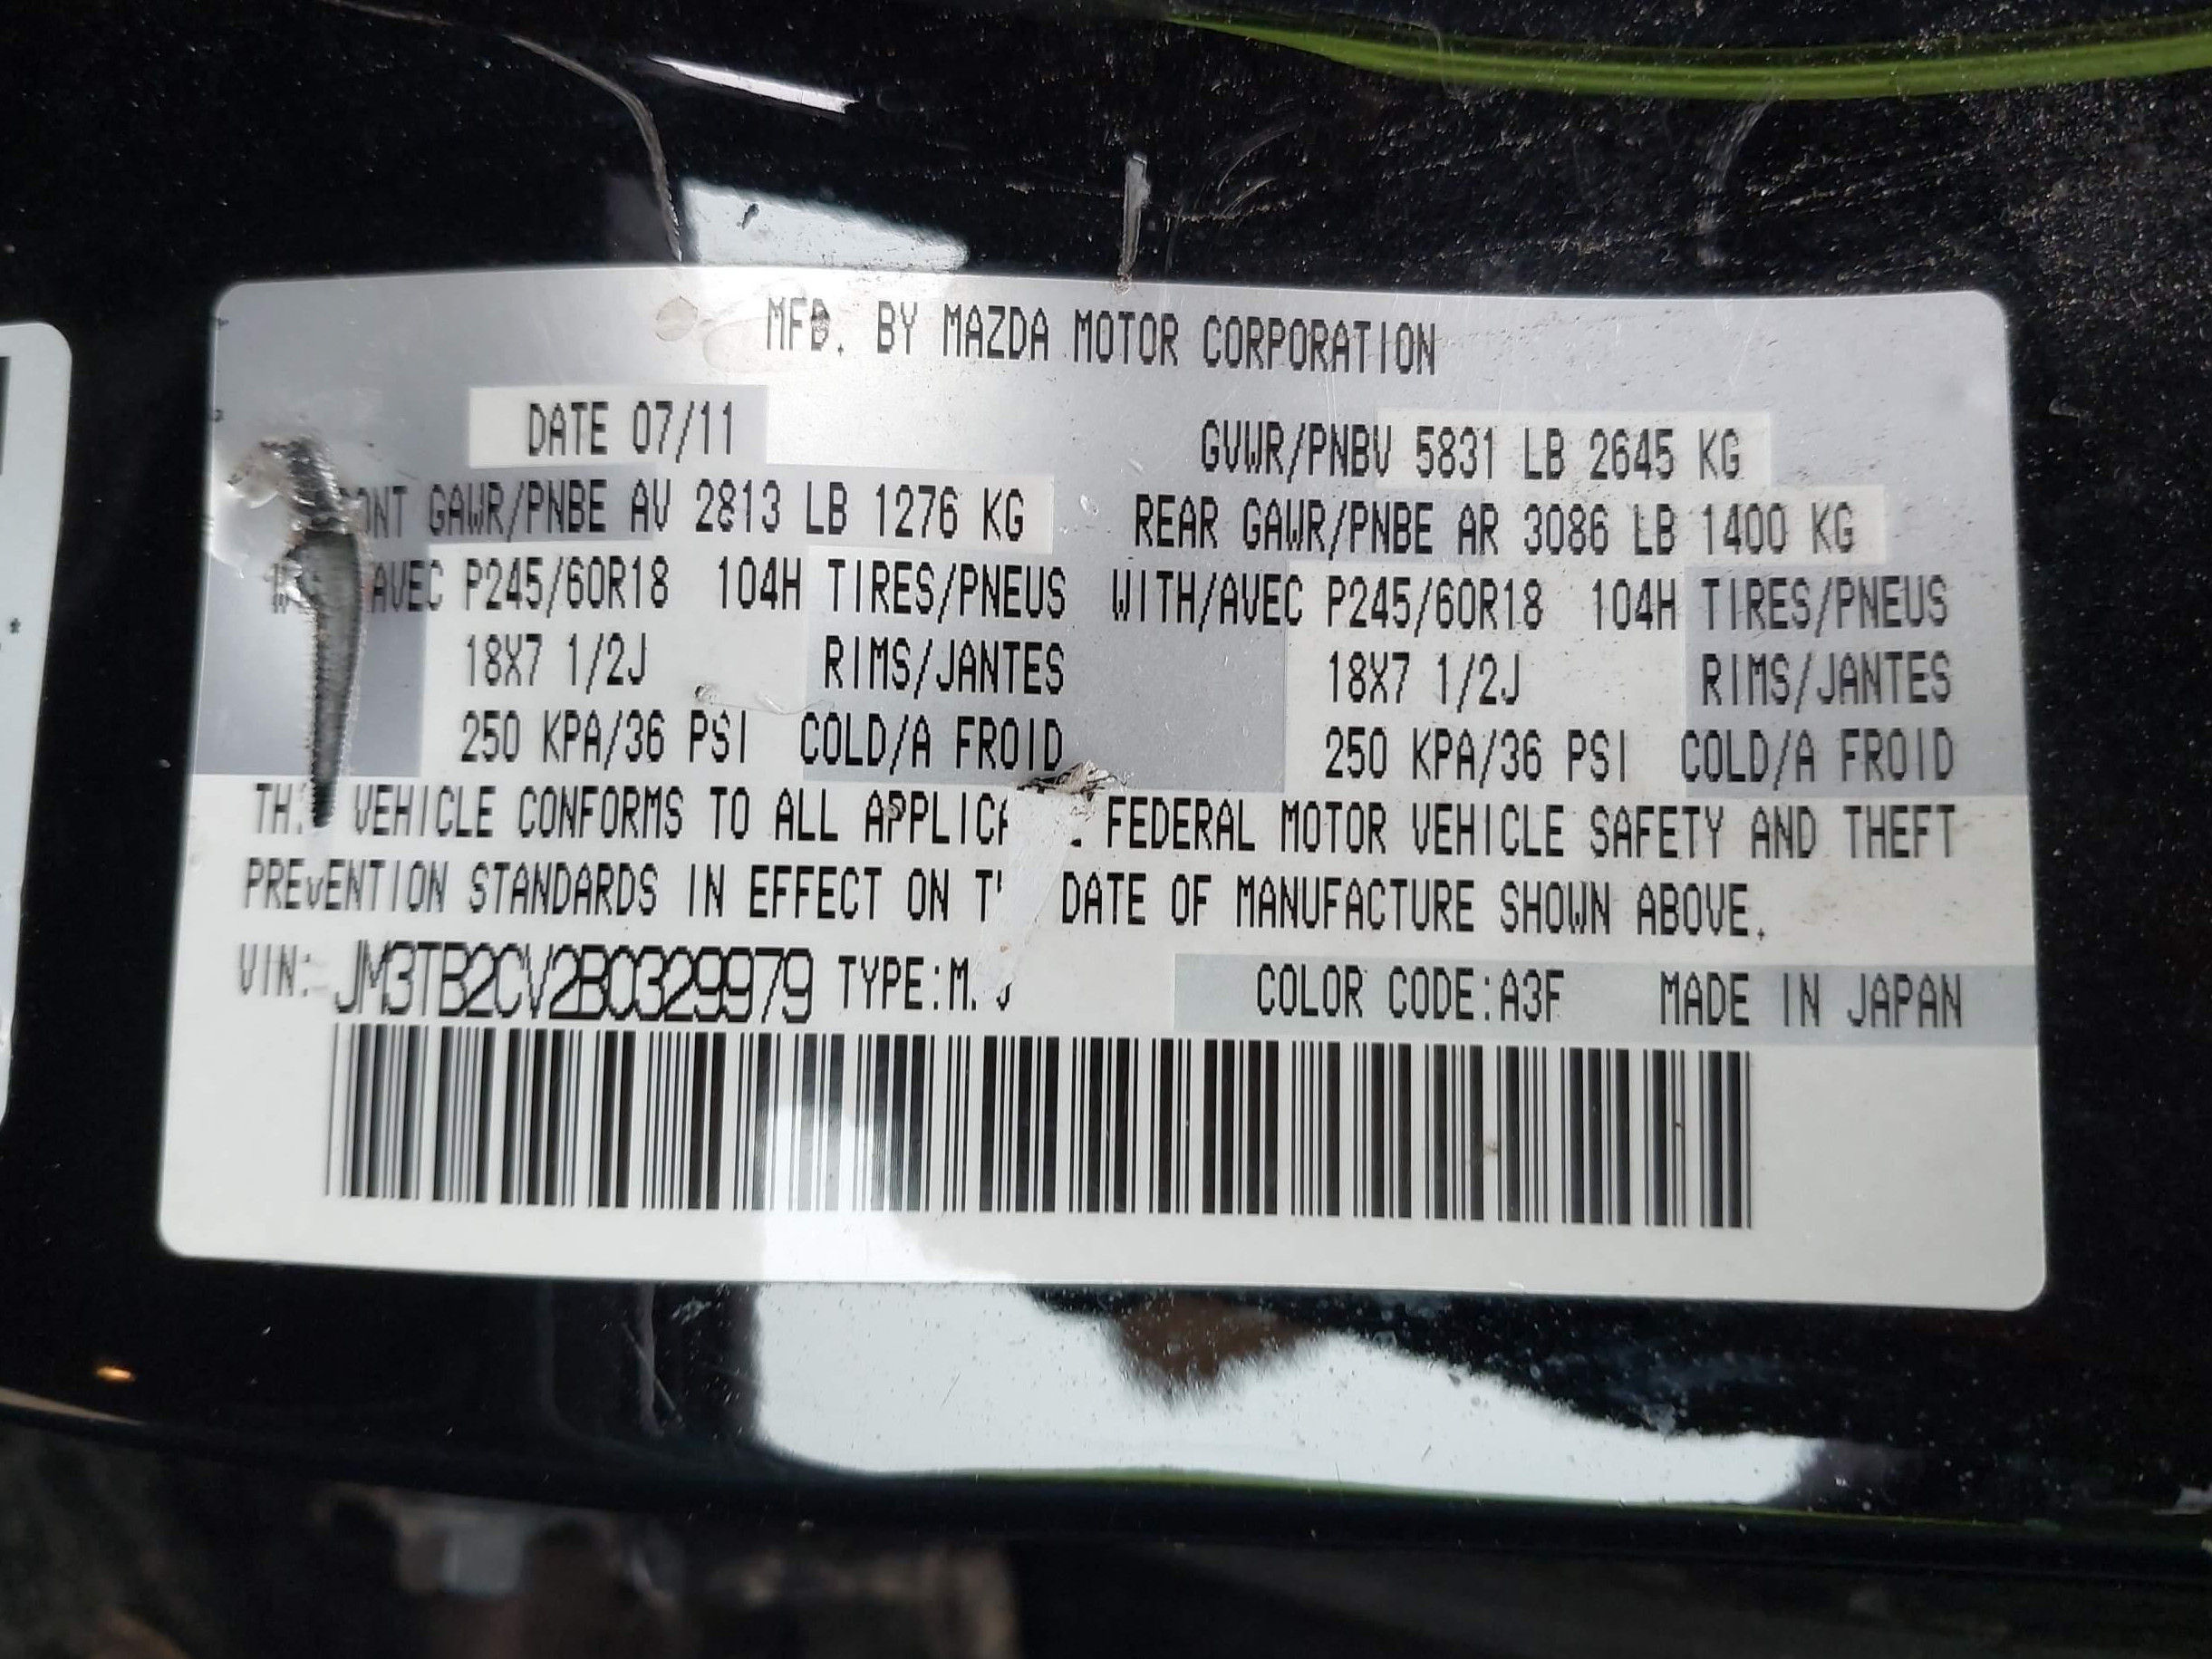 MFD. BY MAZDA MOTOR CORPORATION
DATE 07/11 GVWR/PNBV 5831 LB 2645 KG
GAWR/PNBE AV 2813 LB 1276 KG REAR GAWR/PNBE AR 3086 LB 1400 KG
AVEC P245/60R18 104H TIRES/PNEUS WITH/AVEC P245/60R18 104H TIRES/PNEUS
18X7 1/2J RIMS/JANTES 18X7 1/2J RIMS/JANTES
250 KPA/36 PSI COLD/A FROID 250 KPA/36 PSI COLD/A FROID
VEHICLE CONFORMS TO ALL FEDERAL MOTOR VEHICLE SAFETY AND THEFT
PREVENTION STANDARDS IN EFFECT ON DATE OF MANUFACTURE SHOWN ABOVE.
VIN: JM3TB2CV2B0329979 TYPE: COLOR CODE:A3F MADE IN JAPAN